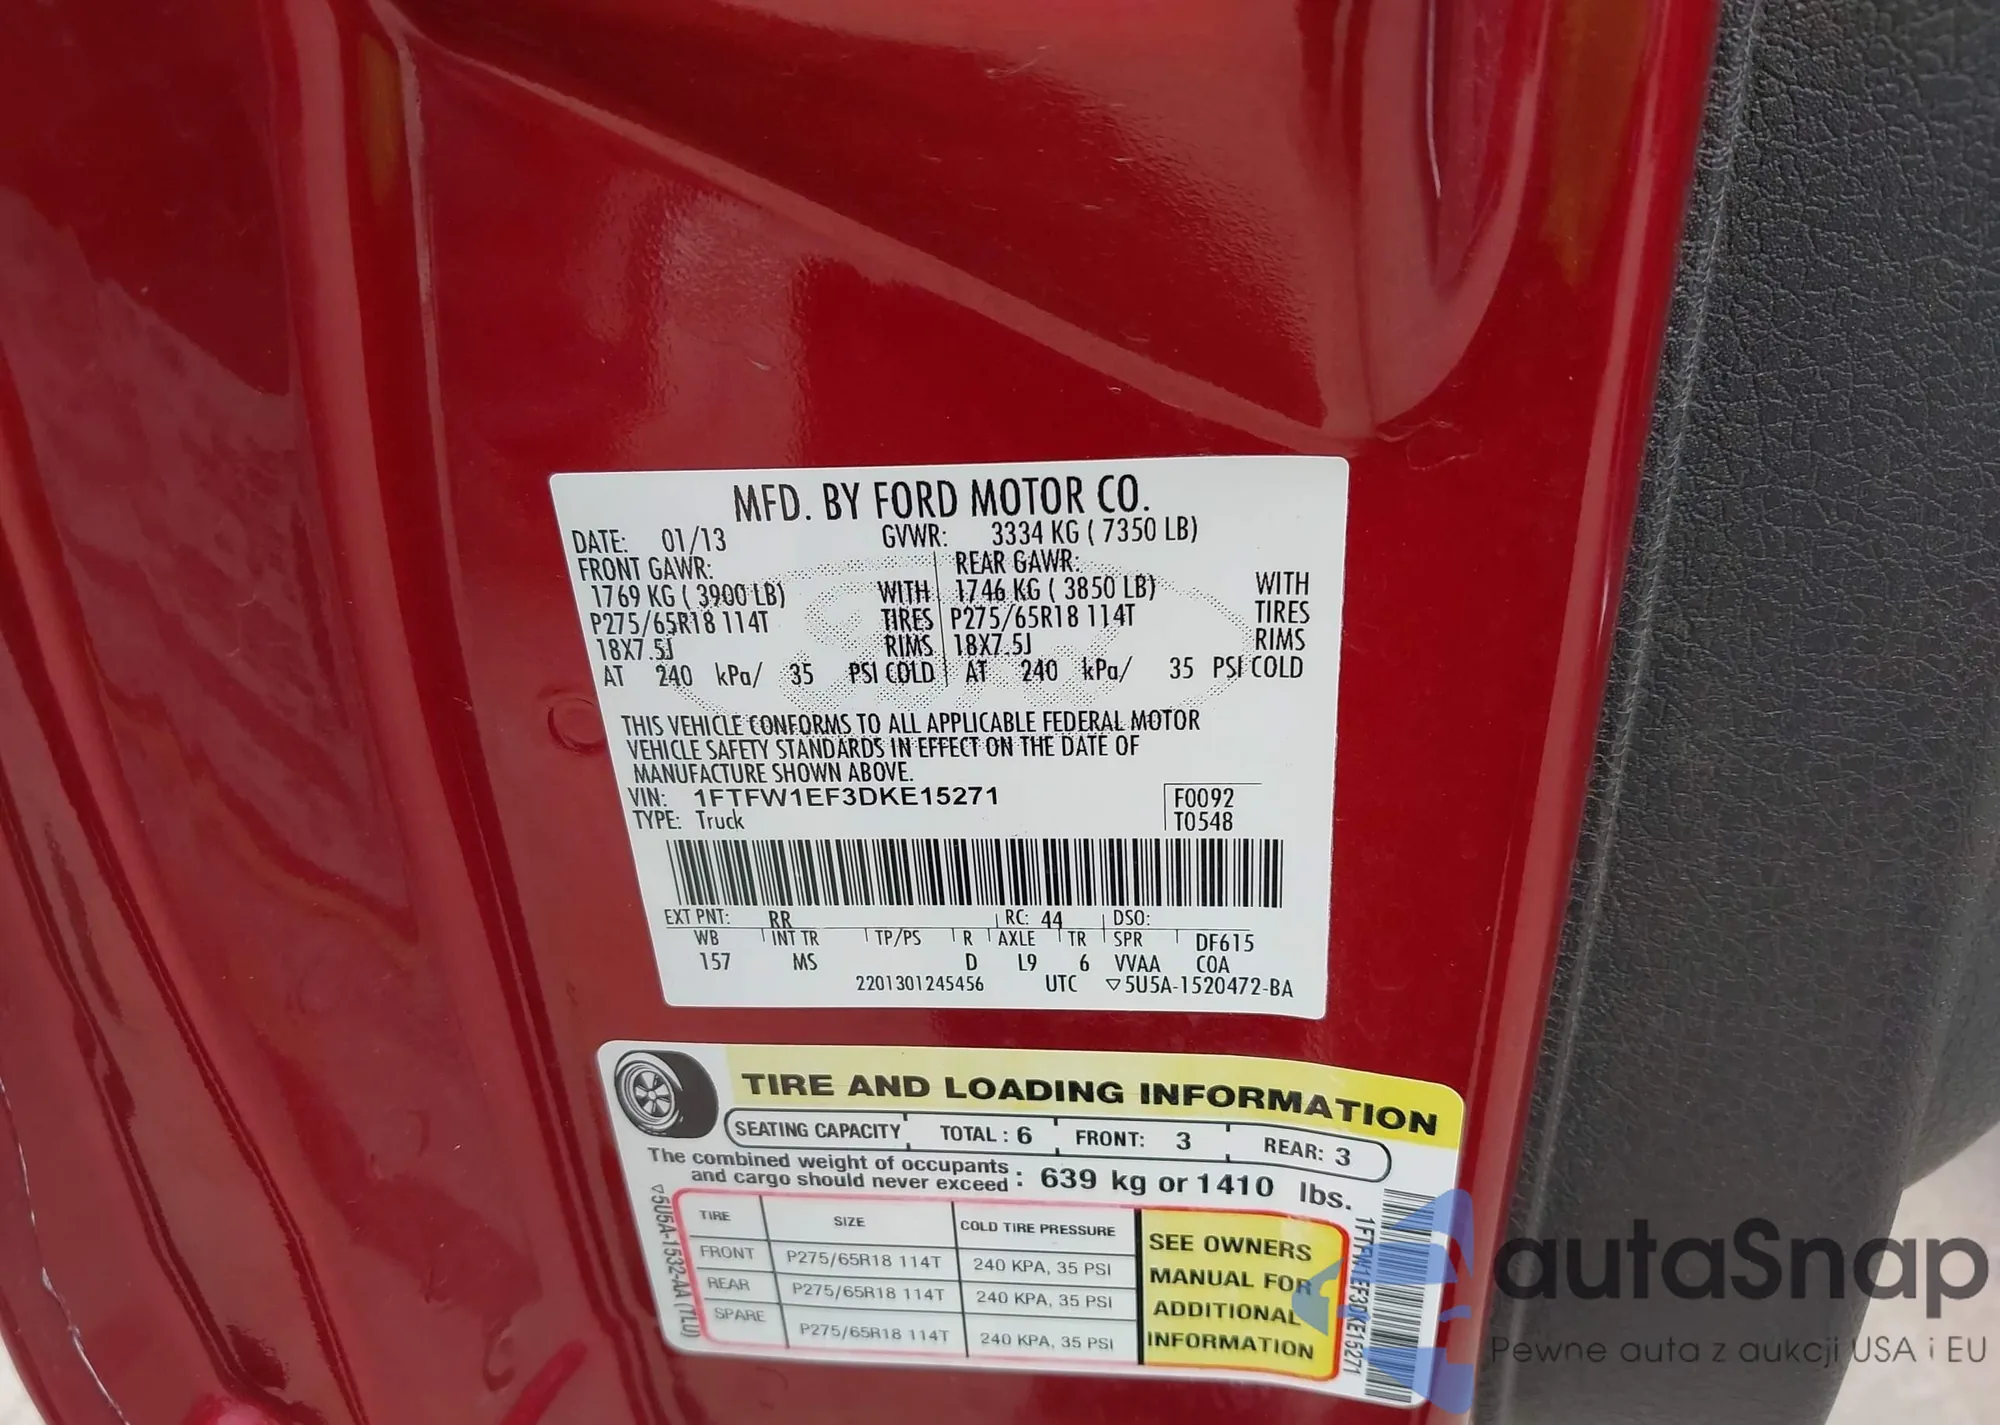 MFD. BY FORD MOTOR CO.
DATE: 01/13 GVWR: 3334 KG ( 7350 LB)
FRONT GAWR: REAR GAWR:
1769 KG ( 3900 LB) WITH 1746 KG ( 3850 LB) WITH
P275/65R18 114T TIRES P275/65R18 114T TIRES
18X7.5J RIMS 18X7.5J RIMS
AT 240 kPa/ 35 PSI COLD AT 240 kPa/ 35 PSI COLD
THIS VEHICLE CONFORMS TO ALL APPLICABLE FEDERAL MOTOR
VEHICLE SAFETY STANDARDS IN EFFECT ON THE DATE OF
MANUFACTURE SHOWN ABOVE.
VIN: 1FTFW1EF3DKE15271 F0092
TYPE: Truck T0548
EXT PNT: RR RC: 44 DSO:
WB INT TR TP/PS R AXLE TR SPR DF615
157 MS D L9 6 VVAA COA
2201301245456 UTC ▽5U5A-1520472-BA
TIRE AND LOADING INFORMATION
SEATING CAPACITY TOTAL : 6 FRONT: 3 REAR: 3
The combined weight of occupants
and cargo should never exceed : 639 kg or 1410 lbs.
TIRE SIZE COLD TIRE PRESSURE
FRONT P275/65R18 114T 240 KPA, 35 PSI
REAR P275/65R18 114T 240 KPA, 35 PSI
SPARE P275/65R18 114T 240 KPA, 35 PSI
SEE OWNERS
MANUAL FOR
ADDITIONAL
INFORMATION
▽5U5A-1532-AA (TLU)
1FTFW1EF3DKE15271
autaSnap
Pewne auta z aukcji USA i EU